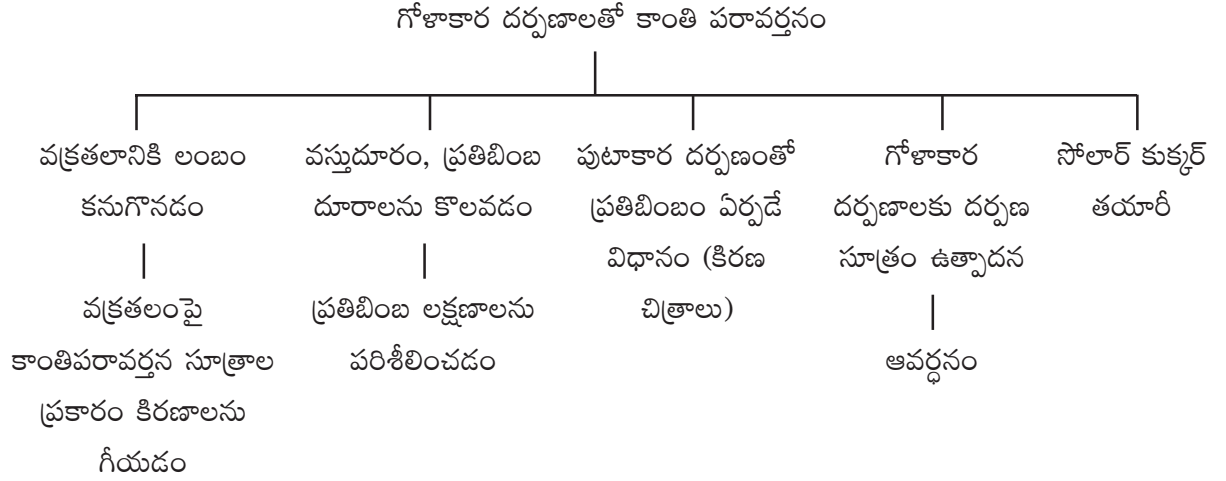 గోళాకార దర్పణాలతో కాంతి పరావర్తనం
వక్రతలానికి లంబం
కనుగొనడం
వక్రతలంపై
కాంతిపరావర్తన సూత్రాల
ప్రకారం కిరణాలను
గీయడం
వస్తుదూరం, ప్రతిబింబ
దూరాలను కొలవడం
ప్రతిబింబ లక్షణాలను
పరిశీలించడం
పుటాకార దర్పణంతో
ప్రతిబింబం ఏర్పడే
విధానం (కిరణ
చిత్రాలు)
గోళాకార
దర్పణాలకు దర్పణ
సూత్రం ఉత్పాదన
ఆవర్ధనం
సోలార్ కుక్కర్
తయారీ